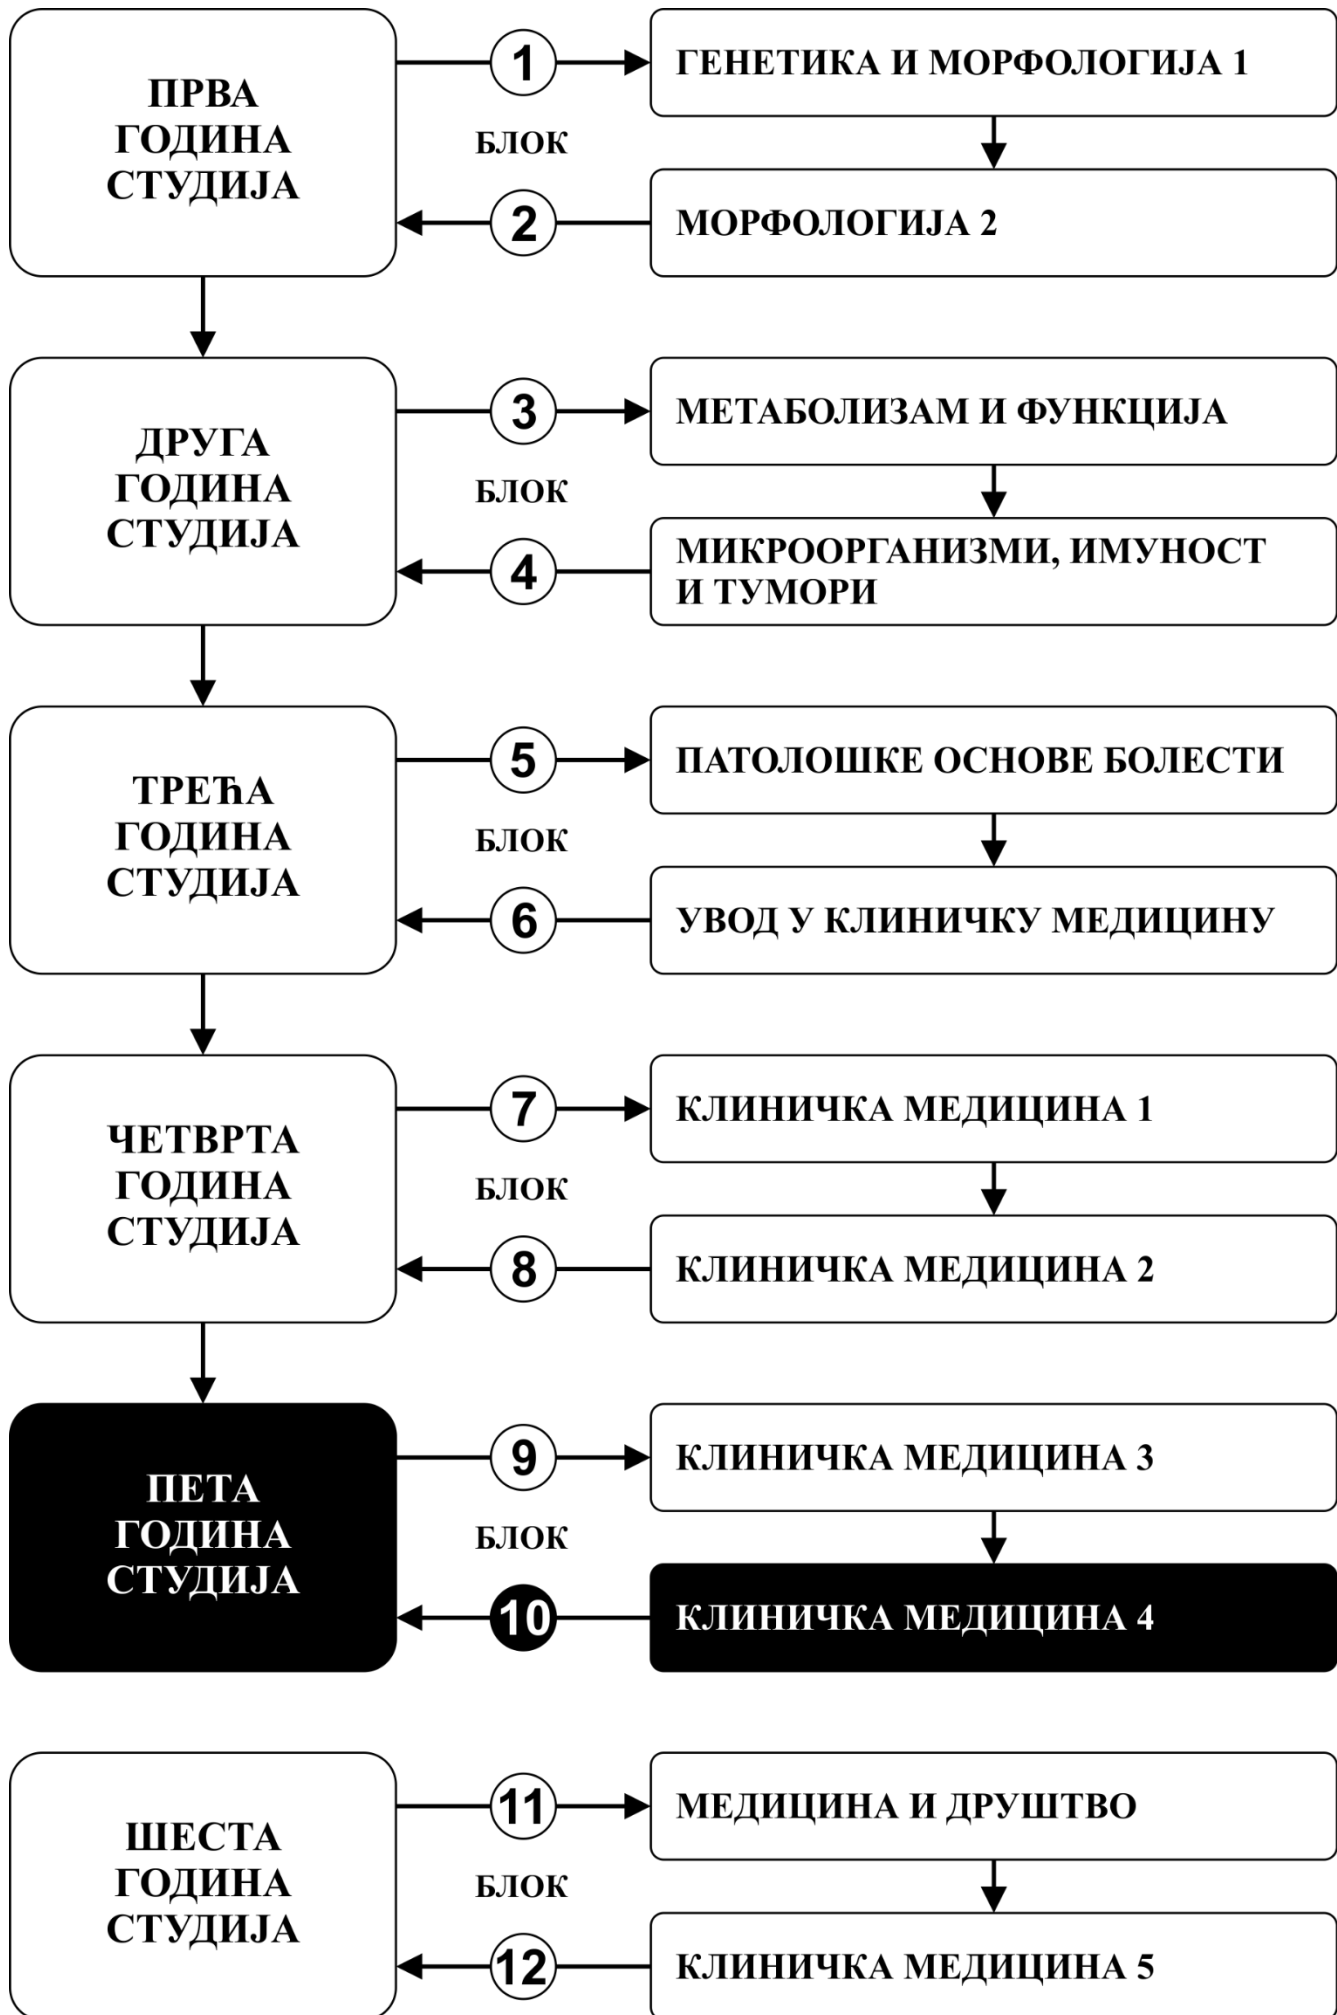 ПРВА
ГОДИНА
СТУДИЈА
1
ГЕНЕТИКА И МОРФОЛОГИЈА 1
БЛОК
2
МОРФОЛОГИЈА 2
ДРУГА
ГОДИНА
СТУДИЈА
3
МЕТАБОЛИЗАМ И ФУНКЦИЈА
БЛОК
4
МИКРООРГАНИЗМИ, ИМУНОСТ
И ТУМОРИ
ТРЕЋА
ГОДИНА
СТУДИЈА
5
ПАТОЛОШКЕ ОСНОВЕ БОЛЕСТИ
БЛОК
6
УВОД У КЛИНИЧКУ МЕДИЦИНУ
ЧЕТВРТА
ГОДИНА
СТУДИЈА
7
КЛИНИЧКА МЕДИЦИНА 1
БЛОК
8
КЛИНИЧКА МЕДИЦИНА 2
ПЕТА
ГОДИНА
СТУДИЈА
9
КЛИНИЧКА МЕДИЦИНА 3
БЛОК
10
КЛИНИЧКА МЕДИЦИНА 4
ШЕСТА
ГОДИНА
СТУДИЈА
11
МЕДИЦИНА И ДРУШТВО
БЛОК
12
КЛИНИЧКА МЕДИЦИНА 5